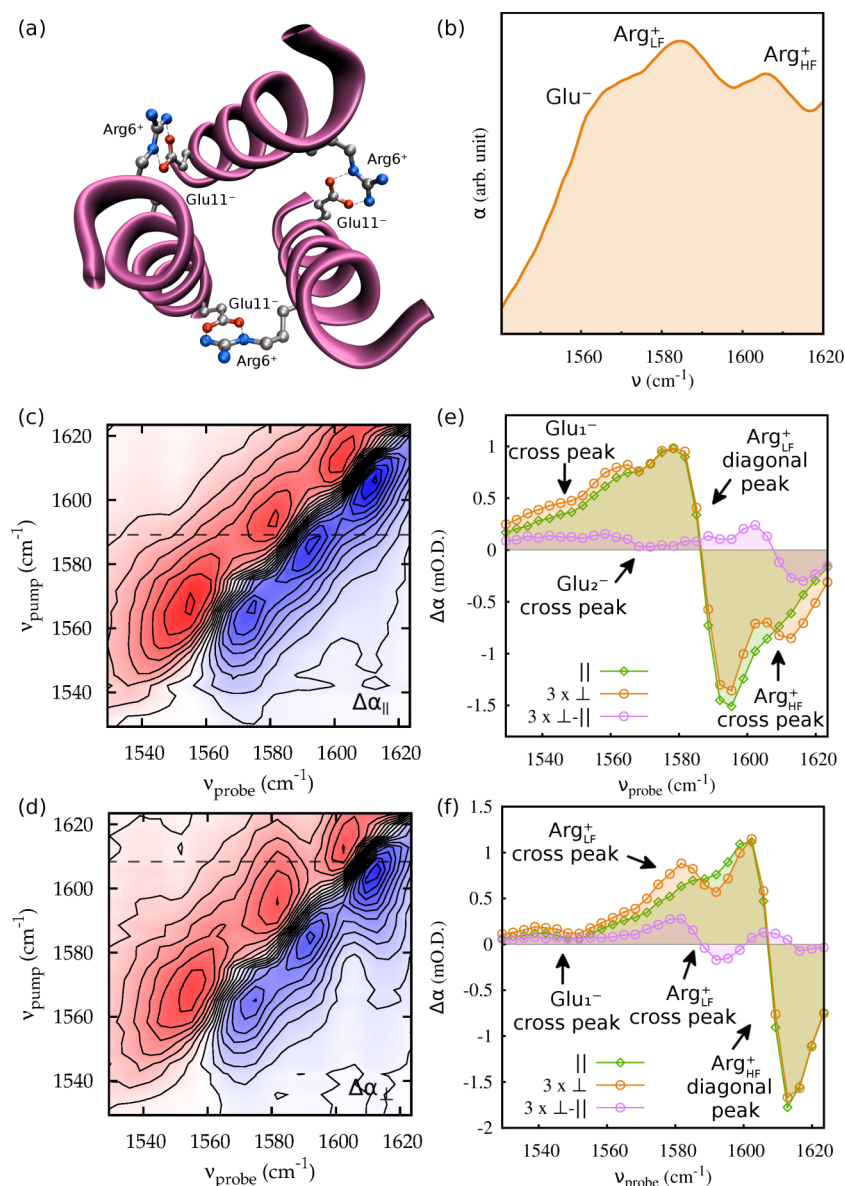 (a)
Arg6⁺
Glu11⁻
Arg6⁺
Glu11⁻
Glu11⁻
Arg6⁺
(b)
Arg⁺LF
Arg⁺HF
Glu⁻
α (arb. unit)
1560 1580 1600 1620
ν (cm⁻¹)
(c)
1620
1600
1580
1560
1540
νpump (cm⁻¹)
Δα||
1540 1560 1580 1600 1620
νprobe (cm⁻¹)
(e)
1
0.5
0
-0.5
-1
-1.5
Δα (mO.D.)
Glu₁⁻
cross peak
Arg⁺LF
diagonal
peak
Glu₂⁻
cross peak
||
3 x ⊥
3 x ⊥-||
Arg⁺HF
cross peak
1540 1560 1580 1600 1620
νprobe (cm⁻¹)
(d)
1620
1600
1580
1560
1540
νpump (cm⁻¹)
Δα⊥
1540 1560 1580 1600 1620
νprobe (cm⁻¹)
(f)
1.5
1
0.5
0
-0.5
-1
-1.5
-2
Δα (mO.D.)
Arg⁺LF
cross peak
Glu₁⁻
cross peak
Arg⁺LF
cross peak
Arg⁺HF
diagonal
peak
||
3 x ⊥
3 x ⊥-||
1540 1560 1580 1600 1620
νprobe (cm⁻¹)